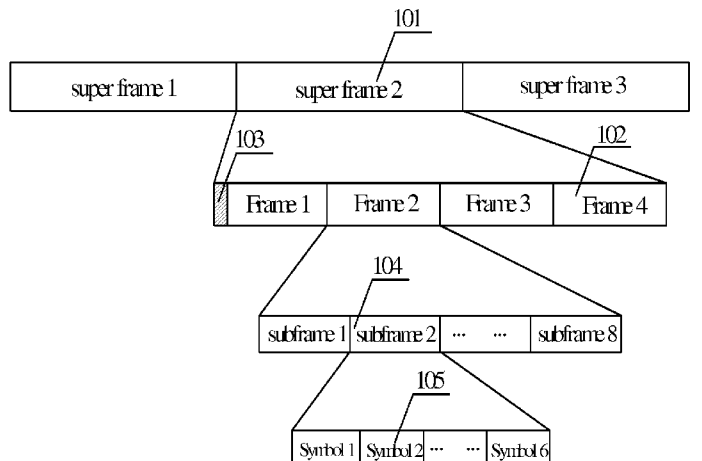 101
super frame 1 super frame 2 super frame 3
103 102
Frame 1 Frame 2 Frame 3 Frame 4
104
subframe 1 subframe 2 ... ... subframe 8
105
Symbol 1 Symbol 2 ... ... Symbol 6